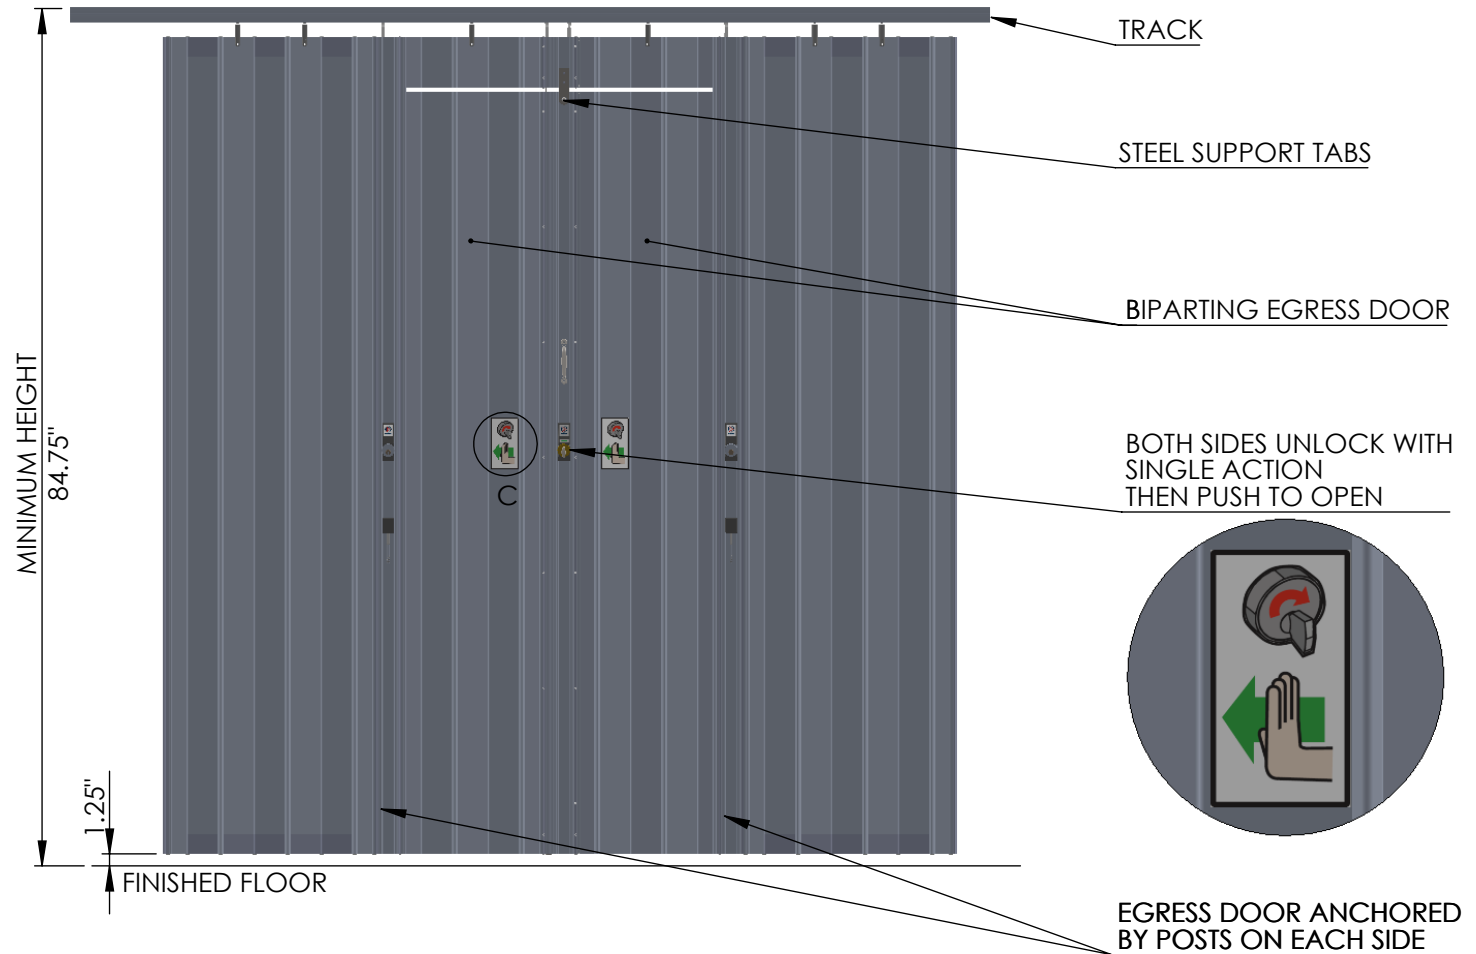 TRACK
STEEL SUPPORT TABS
BIPARTING EGRESS DOOR
MINIMUM HEIGHT
84.75"
BOTH SIDES UNLOCK WITH
SINGLE ACTION
THEN PUSH TO OPEN
C
1.25"
FINISHED FLOOR
EGRESS DOOR ANCHORED
BY POSTS ON EACH SIDE